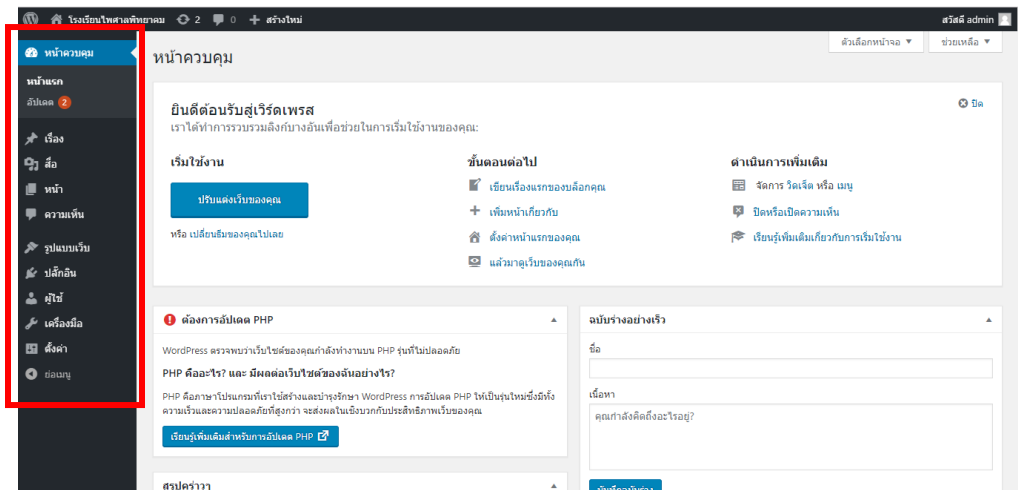 โรงเรียนไพศาลพิทยาคม 2 0 + สร้างใหม่ สวัสดี admin
หน้าควบคุม
หน้าแรก
อัปเดต 2
เรื่อง
สื่อ
หน้า
ความเห็น
รูปแบบเว็บ
ปลั๊กอิน
ผู้ใช้
เครื่องมือ
ตั้งค่า
ย่อเมนู
ตัวเลือกหน้าจอ ▼ ช่วยเหลือ ▼
หน้าควบคุม
ยินดีต้อนรับสู่เวิร์ดเพรส
ปิด
เราได้ทำการรวบรวมลิงก์บางอันเพื่อช่วยในการเริ่มใช้งานของคุณ:
เริ่มใช้งาน
ปรับแต่งเว็บของคุณ
หรือ เปลี่ยนธีมของคุณไปเลย
ขั้นตอนต่อไป
เขียนเรื่องแรกของบล็อกคุณ
เพิ่มหน้าเกี่ยวกับ
ตั้งค่าหน้าแรกของคุณ
แล้วมาดูเว็บของคุณกัน
ดำเนินการเพิ่มเติม
จัดการ วิดเจ็ต หรือ เมนู
ปิดหรือเปิดความเห็น
เรียนรู้เพิ่มเติมเกี่ยวกับการเริ่มใช้งาน
ต้องการอัปเดต PHP
WordPress ตรวจพบว่าเว็บไซต์ของคุณกำลังทำงานบน PHP รุ่นที่ไม่ปลอดภัย
PHP คืออะไร? และ มีผลต่อเว็บไซต์ของฉันอย่างไร?
PHP คือภาษาโปรแกรมที่เราใช้สร้างและบำรุงรักษา WordPress การอัปเดต PHP ให้เป็นรุ่นใหม่ซึ่งมีทั้ง
ความเร็วและความปลอดภัยที่สูงกว่า จะส่งผลในเชิงบวกกับประสิทธิภาพเว็บของคุณ
เรียนรู้เพิ่มเติมสำหรับการอัปเดต PHP
สรุปคร่าวๆ
ฉบับร่างอย่างเร็ว
ชื่อ
เนื้อหา
คุณกำลังคิดถึงอะไรอยู่?
บันทึกฉบับร่าง